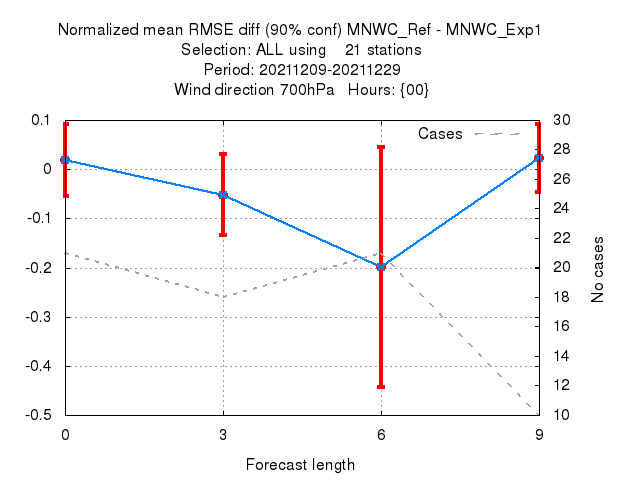 Normalized mean RMSE diff (90% conf) MNWC_Ref - MNWC_Exp1
Selection: ALL using    21 stations
Period: 20211209-20211229
Wind direction 700hPa   Hours: {00}
Cases
0.1
0
-0.1
-0.2
-0.3
-0.4
-0.5
30
28
26
24
22
20
18
16
14
12
10
No cases
0 3 6 9
Forecast length